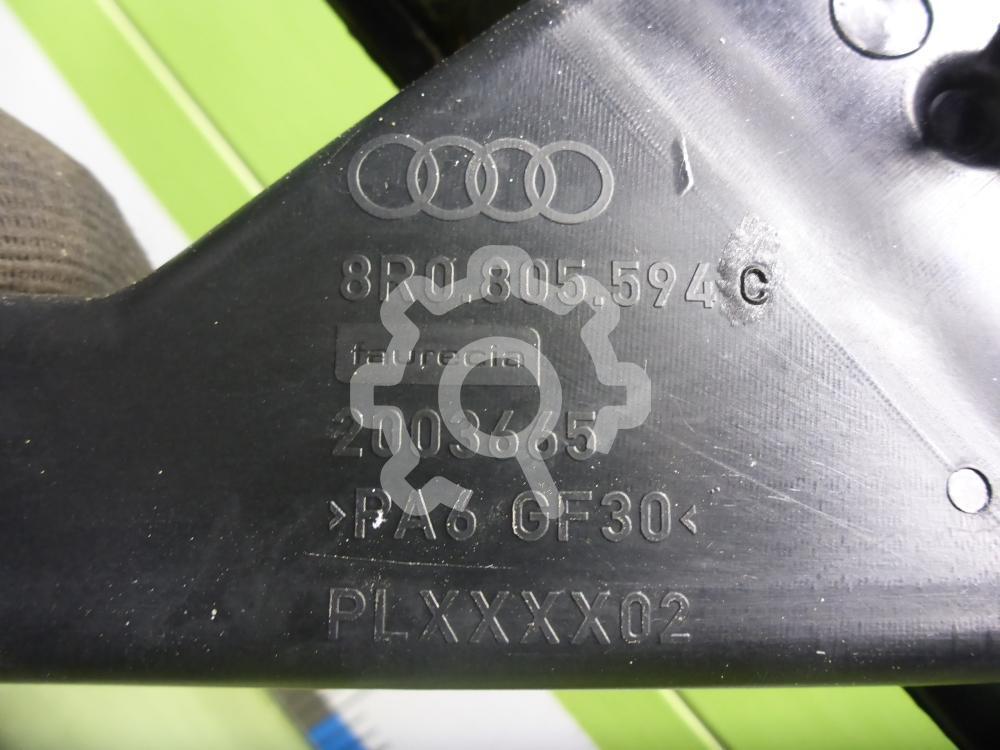 8R0.805.594 C
faurecia
2003665
>PA6 GF30<
PLXXXX02